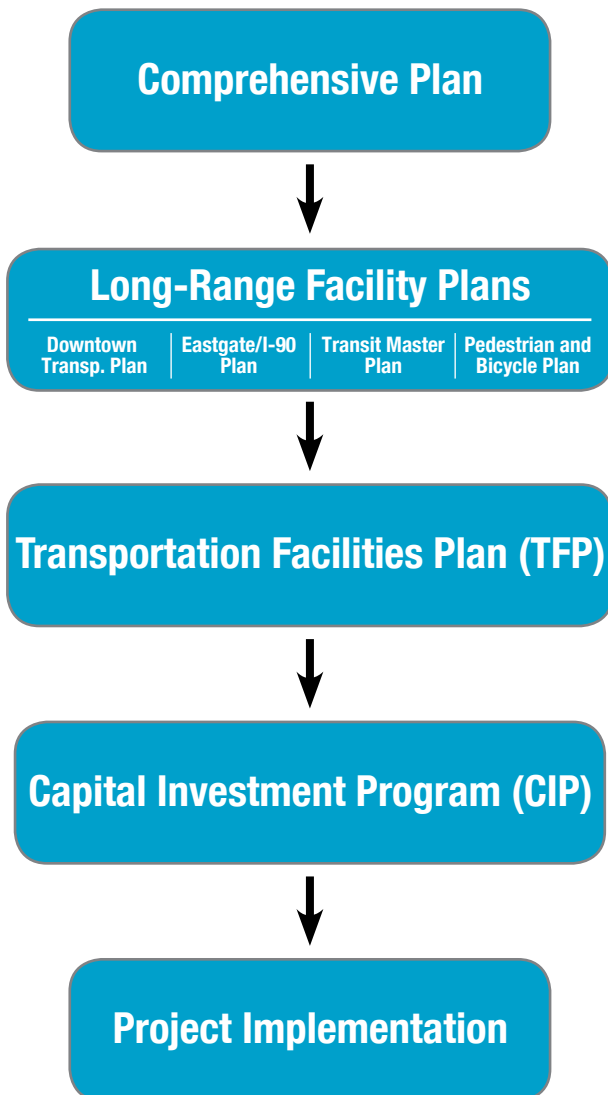 Comprehensive Plan
Long-Range Facility Plans
Downtown
Transp. Plan
Eastgate/I-90
Plan
Transit Master
Plan
Pedestrian and
Bicycle Plan
Transportation Facilities Plan (TFP)
Capital Investment Program (CIP)
Project Implementation